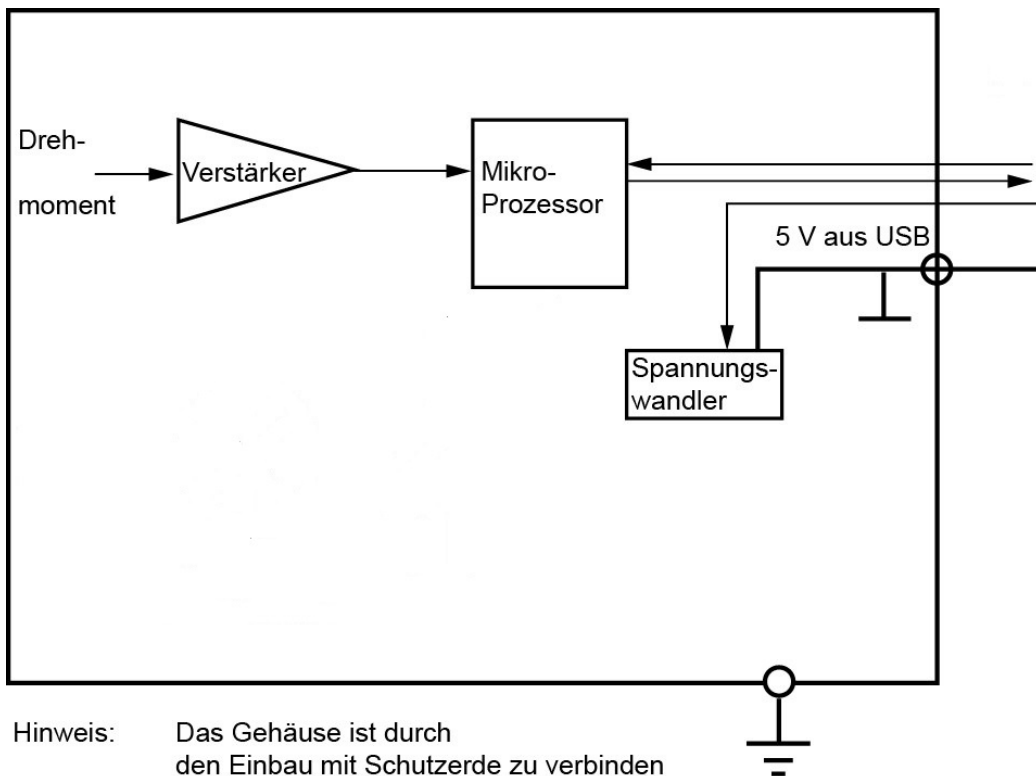 Dreh-
moment
Verstärker
Mikro-
Prozessor
5 V aus USB
Spannungs-
wandler
Hinweis: Das Gehäuse ist durch
den Einbau mit Schutzerde zu verbinden